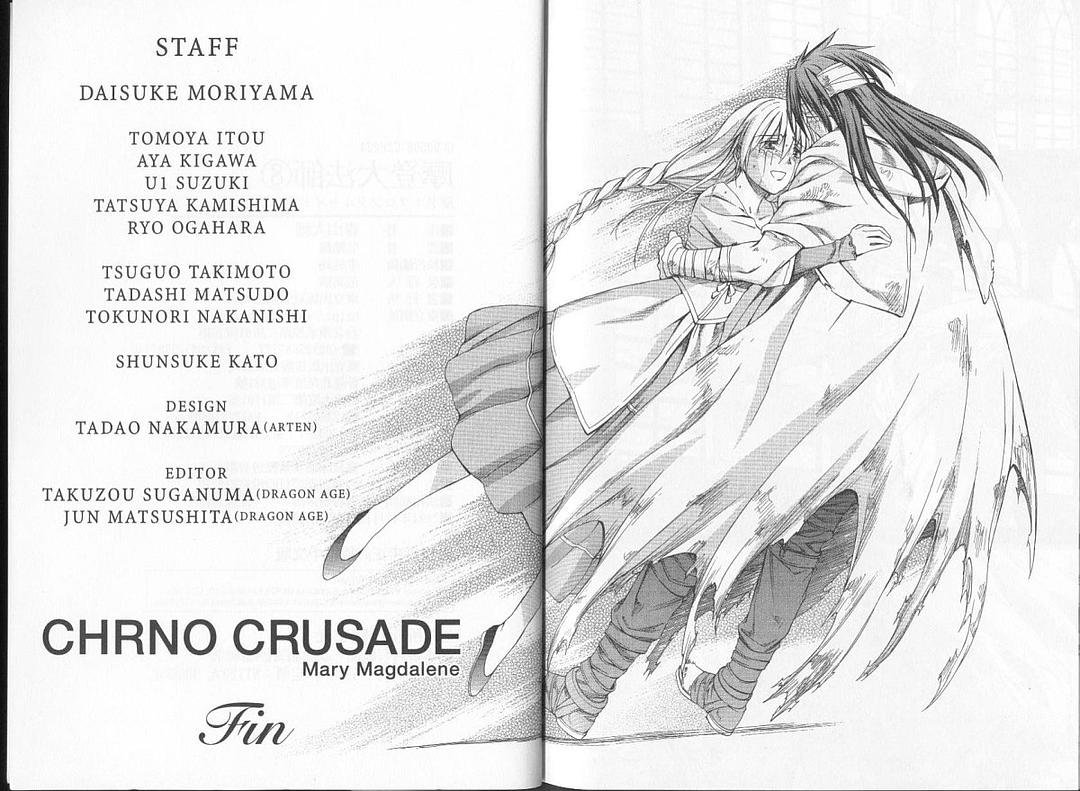 STAFF
DAISUKE MORIYAMA
TOMOYA ITOU
AYA KIGAWA
U1 SUZUKI
TATSUYA KAMISHIMA
RYO OGAHARA
TSUGUO TAKIMOTO
TADASHI MATSUDO
TOKUNORI NAKANISHI
SHUNSUKE KATO
DESIGN
TADAO NAKAMURA(ARTEN)
EDITOR
TAKUZOU SUGANUMA(DRAGON AGE)
JUN MATSUSHITA(DRAGON AGE)
CHRNO CRUSADE
Mary Magdalene
Fin